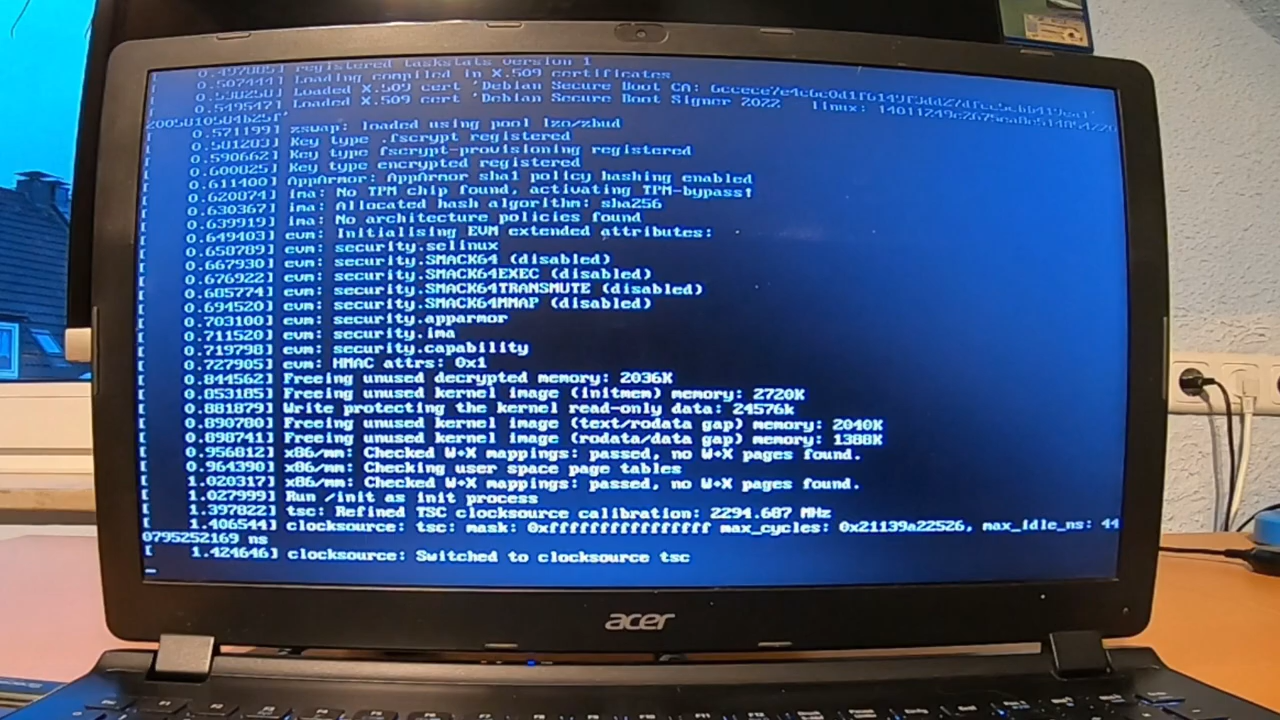 [ 0.497085] registered taskstats version 1
[ 0.507444] Loading compiled in X.509 certificates
[ 0.538250] Loaded X.509 cert 'Debian Secure Boot CA:
[ 0.549547] Loaded X.509 cert 'Debian Secure Boot Signer 2022 - linux:
[ 0.571199] zswap: loaded using pool lzo/zbud
[ 0.581203] Key type .fscrypt registered
[ 0.590662] Key type fscrypt-provisioning registered
[ 0.600825] Key type encrypted registered
[ 0.611400] AppArmor: AppArmor sha1 policy hashing enabled
[ 0.620874] ima: No TPM chip found, activating TPM-bypass!
[ 0.630367] ima: Allocated hash algorithm: sha256
[ 0.639919] ima: No architecture policies found
[ 0.649403] evm: Initialising EVM extended attributes:
[ 0.658789] evm: security.selinux
[ 0.667930] evm: security.SMACK64 (disabled)
[ 0.676922] evm: security.SMACK64EXEC (disabled)
[ 0.685774] evm: security.SMACK64TRANSMUTE (disabled)
[ 0.694520] evm: security.SMACK64MMAP (disabled)
[ 0.703100] evm: security.apparmor
[ 0.711520] evm: security.ima
[ 0.719798] evm: security.capability
[ 0.727905] evm: HMAC attrs: 0x1
[ 0.844562] Freeing unused decrypted memory: 2036K
[ 0.853185] Freeing unused kernel image (initmem) memory: 2720K
[ 0.881879] Write protecting the kernel read-only data: 24576k
[ 0.890780] Freeing unused kernel image (text/rodata gap) memory: 2040K
[ 0.898741] Freeing unused kernel image (rodata/data gap) memory: 1388K
[ 0.956812] x86/mm: Checked W+X mappings: passed, no W+X pages found.
[ 0.964390] x86/mm: Checking user space page tables
[ 1.020317] x86/mm: Checked W+X mappings: passed, no W+X pages found.
[ 1.027999] Run /init as init process
[ 1.397822] tsc: Refined TSC clocksource calibration: 2294.687 MHz
[ 1.406544] clocksource: tsc: mask: 0xffffffffffffffff max_cycles: 0x21139a22526, max_idle_ns: 44
0795252169 ns
[ 1.424646] clocksource: Switched to clocksource tsc
acer